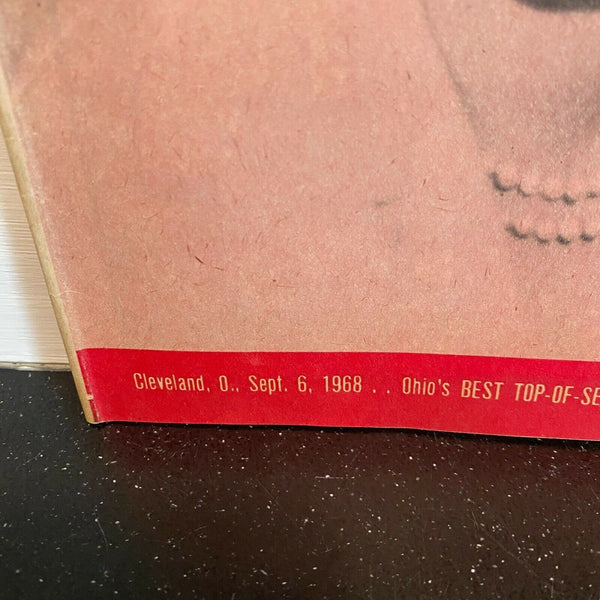 Cleveland, O., Sept. 6, 1968 . . Ohio's BEST TOP-OF-SE